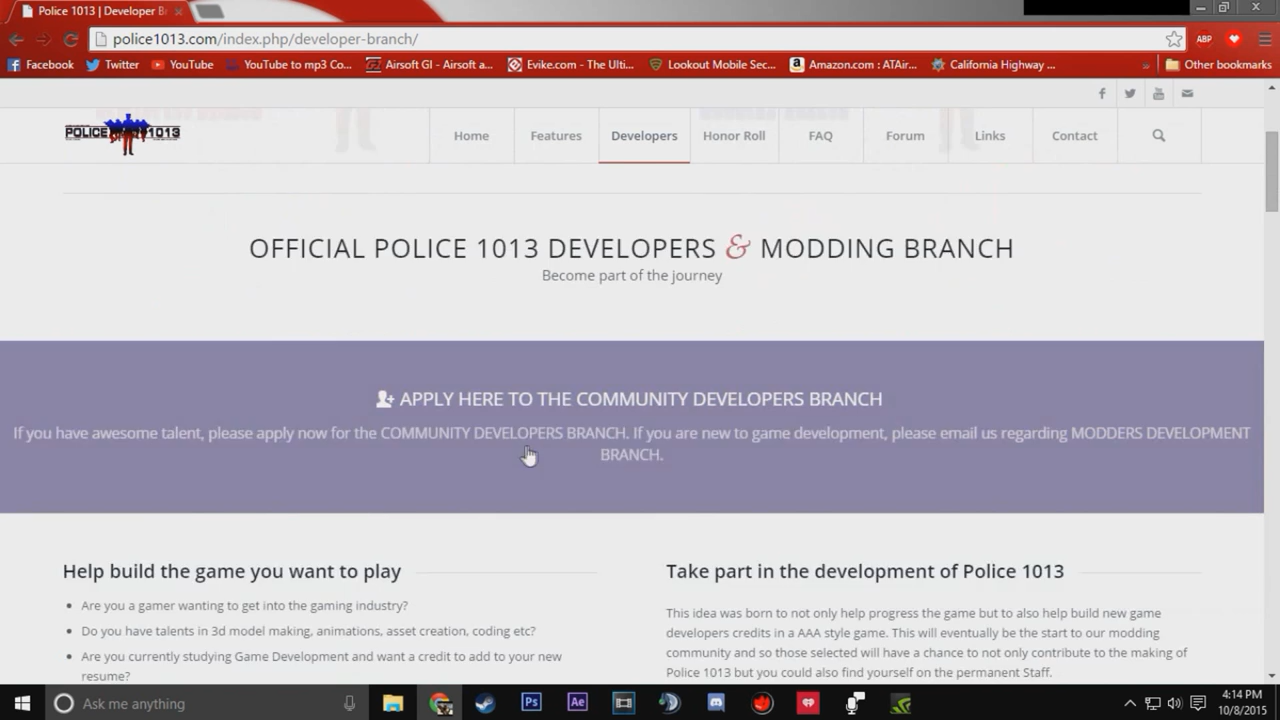 Police 1013 | Developer B
police1013.com/index.php/developer-branch/
ABP
Facebook Twitter YouTube YouTube to mp3 Co... Airsoft GI - Airsoft a... Evike.com - The Ulti... Lookout Mobile Sec... Amazon.com : ATAir... California Highway ... » Other bookmarks
POLICE 1013
Home Features Developers Honor Roll FAQ Forum Links Contact
OFFICIAL POLICE 1013 DEVELOPERS & MODDING BRANCH
Become part of the journey
APPLY HERE TO THE COMMUNITY DEVELOPERS BRANCH
If you have awesome talent, please apply now for the COMMUNITY DEVELOPERS BRANCH. If you are new to game development, please email us regarding MODDERS DEVELOPMENT
BRANCH.
Help build the game you want to play
• Are you a gamer wanting to get into the gaming industry?
• Do you have talents in 3d model making, animations, asset creation, coding etc?
• Are you currently studying Game Development and want a credit to add to your new
resume?
Take part in the development of Police 1013
This idea was born to not only help progress the game but to also help build new game
developers credits in a AAA style game. This will eventually be the start to our modding
community and so those selected will have a chance to not only contribute to the making of
Police 1013 but you could also find yourself on the permanent Staff.
Ask me anything
Ps
Ae
4:14 PM
10/8/2015